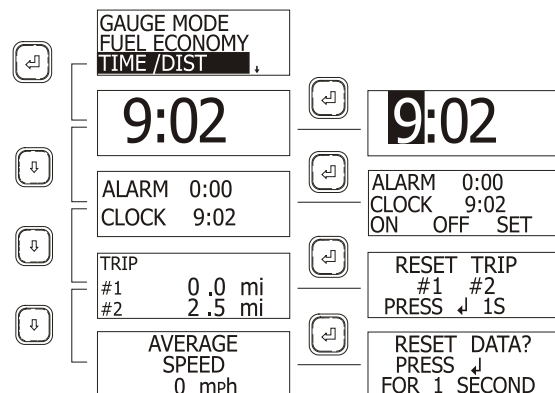 GAUGE MODE
FUEL ECONOMY
TIME /DIST ↓
9:02
9:02
ALARM 0:00
CLOCK 9:02
ALARM 0:00
CLOCK 9:02
ON OFF SET
TRIP
#1 0 .0 mi
#2 2 .5 mi
RESET TRIP
#1 #2
PRESS ↲ 1S
AVERAGE
SPEED
0 mPh
RESET DATA?
PRESS ↲
FOR 1 SECOND